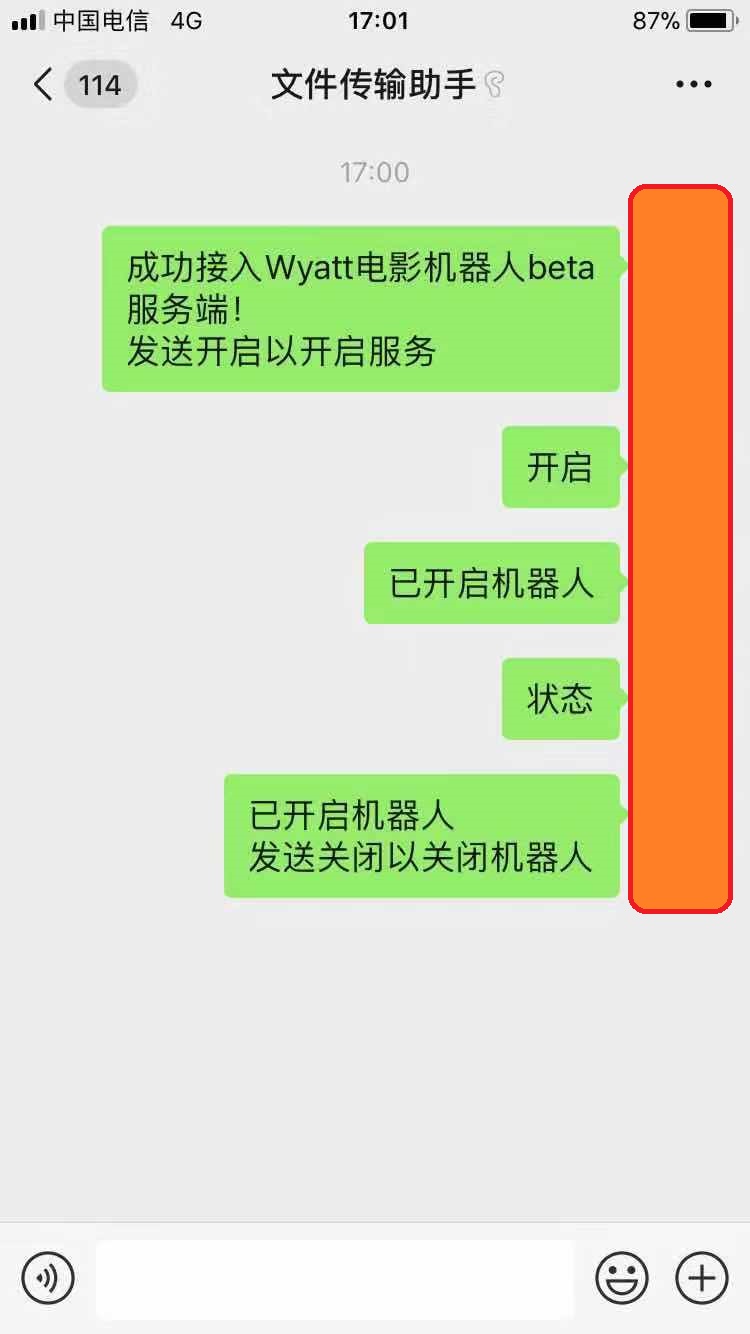 中国电信 4G 17:01 87%
114 文件传输助手
17:00
成功接入Wyatt电影机器人beta
服务端！
发送开启以开启服务
开启
已开启机器人
状态
已开启机器人
发送关闭以关闭机器人